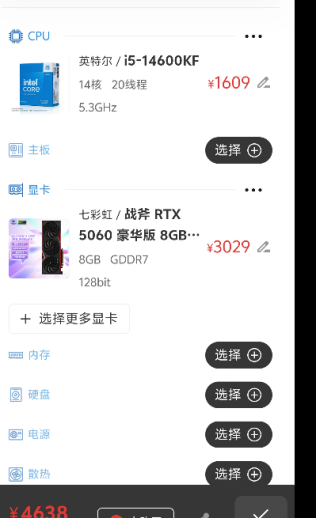 CPU
•••
intel
CORE
英特尔 / i5-14600KF
14核 20线程
¥1609
5.3GHz
主板
选择
显卡
•••
七彩虹 / 战斧 RTX
5060 豪华版 8GB···
¥3029
8GB GDDR7
128bit
+ 选择更多显卡
内存
选择
硬盘
选择
电源
选择
散热
选择
¥4638